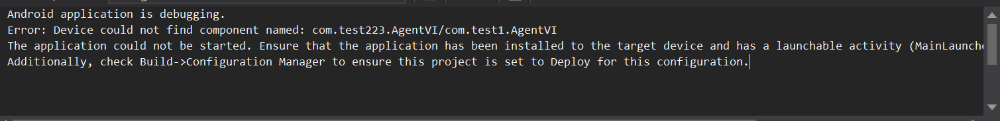 Android application is debugging.
Error: Device could not find component named: com.test223.AgentVI/com.test1.AgentVI
The application could not be started. Ensure that the application has been installed to the target device and has a launchable activity (MainLaunche
Additionally, check Build->Configuration Manager to ensure this project is set to Deploy for this configuration.